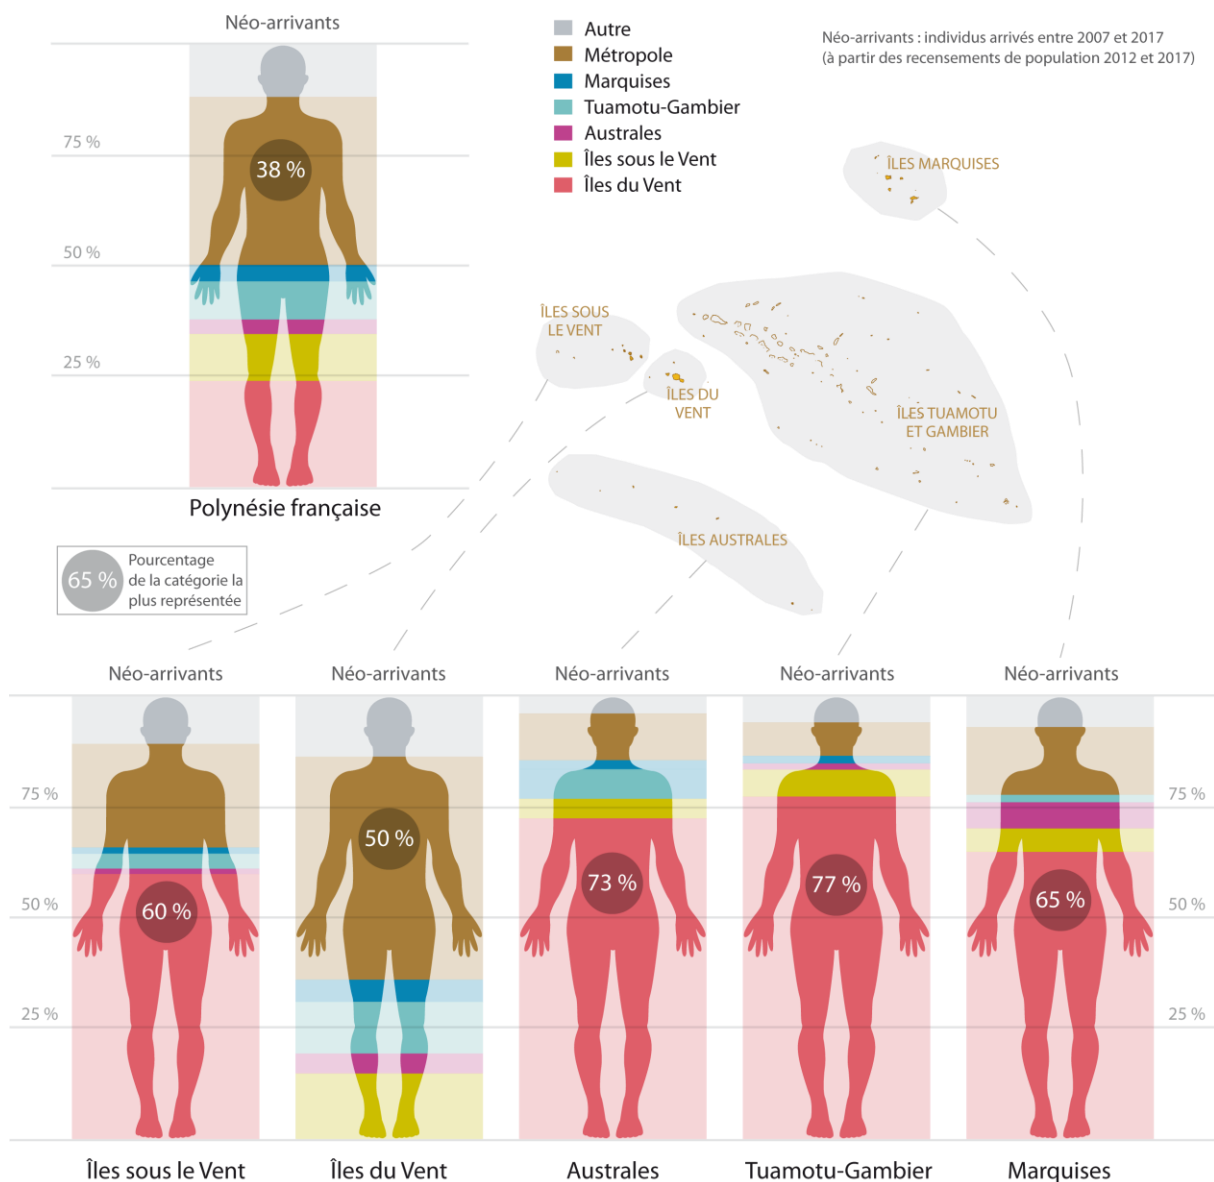 Néo-arrivants
75 %
38 %
50 %
25 %
Polynésie française
Autre
Métropole
Marquises
Tuamotu-Gambier
Australes
Îles sous le Vent
Îles du Vent
Néo-arrivants : individus arrivés entre 2007 et 2017
(à partir des recensements de population 2012 et 2017)
ÎLES MARQUISES
ÎLES SOUS
LE VENT
ÎLES DU
VENT
ÎLES TUAMOTU
ET GAMBIER
ÎLES AUSTRALES
65 %
Pourcentage
de la catégorie la
plus représentée
Néo-arrivants
Néo-arrivants
Néo-arrivants
Néo-arrivants
Néo-arrivants
75 %
75 %
50 %
50 %
25 %
25 %
60 %
50 %
73 %
77 %
65 %
Îles sous le Vent
Îles du Vent
Australes
Tuamotu-Gambier
Marquises